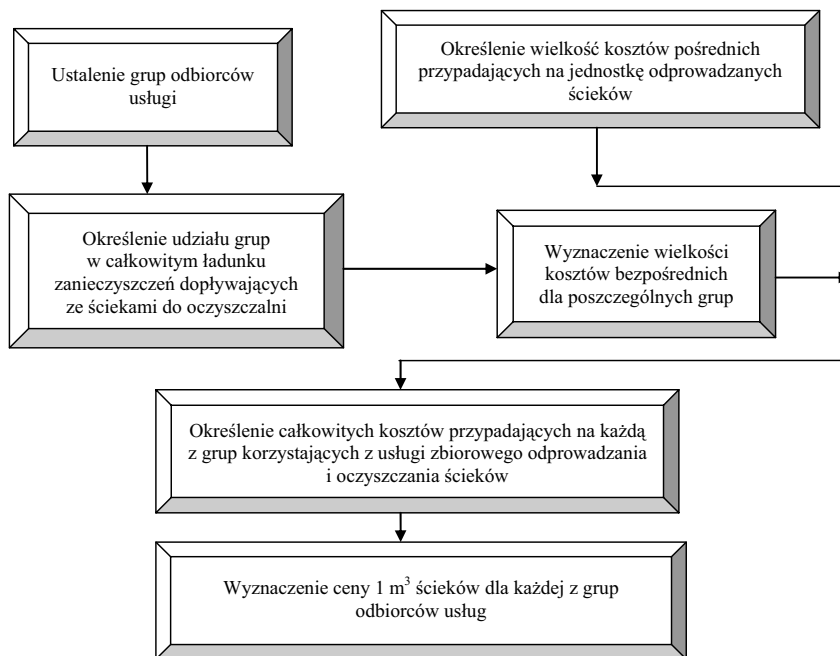 Ustalenie grup odbiorców
usługi
Określenie wielkość kosztów pośrednich
przypadających na jednostkę odprowadzanych
ścieków
Określenie udziału grup
w całkowitym ładunku
zanieczyszczeń dopływających
ze ściekami do oczyszczalni
Wyznaczenie wielkości
kosztów bezpośrednich
dla poszczególnych grup
Określenie całkowitych kosztów przypadających na każdą
z grup korzystających z usługi zbiorowego odprowadzania
i oczyszczania ścieków
Wyznaczenie ceny 1 m³ ścieków dla każdej z grup
odbiorców usług